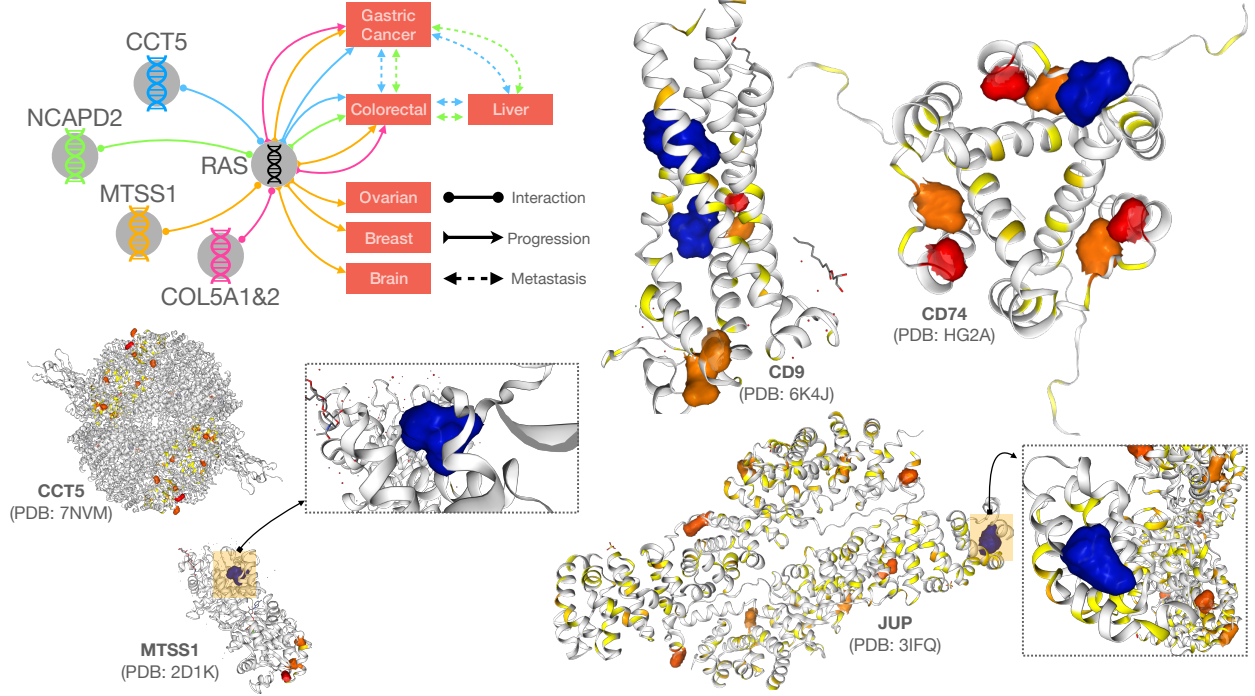 Gastric
Cancer
CCT5
NCAPD2
Colorectal
Liver
RAS
MTSS1
Ovarian
Interaction
Breast
Progression
Brain
Metastasis
COL5A1&2
CD9
(PDB: 6K4J)
CD74
(PDB: HG2A)
CCT5
(PDB: 7NVM)
MTSS1
(PDB: 2D1K)
JUP
(PDB: 3IFQ)